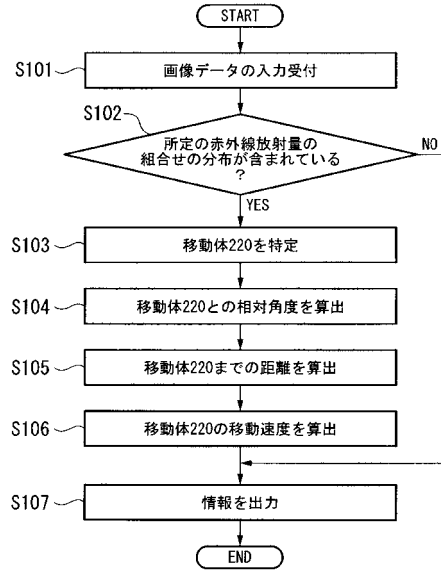 START
S101
画像データの入力受付
S102
所定の赤外線放射量の
組合せの分布が含まれている
?
NO
YES
S103
移動体220を特定
S104
移動体220との相対角度を算出
S105
移動体220までの距離を算出
S106
移動体220の移動速度を算出
S107
情報を出力
END